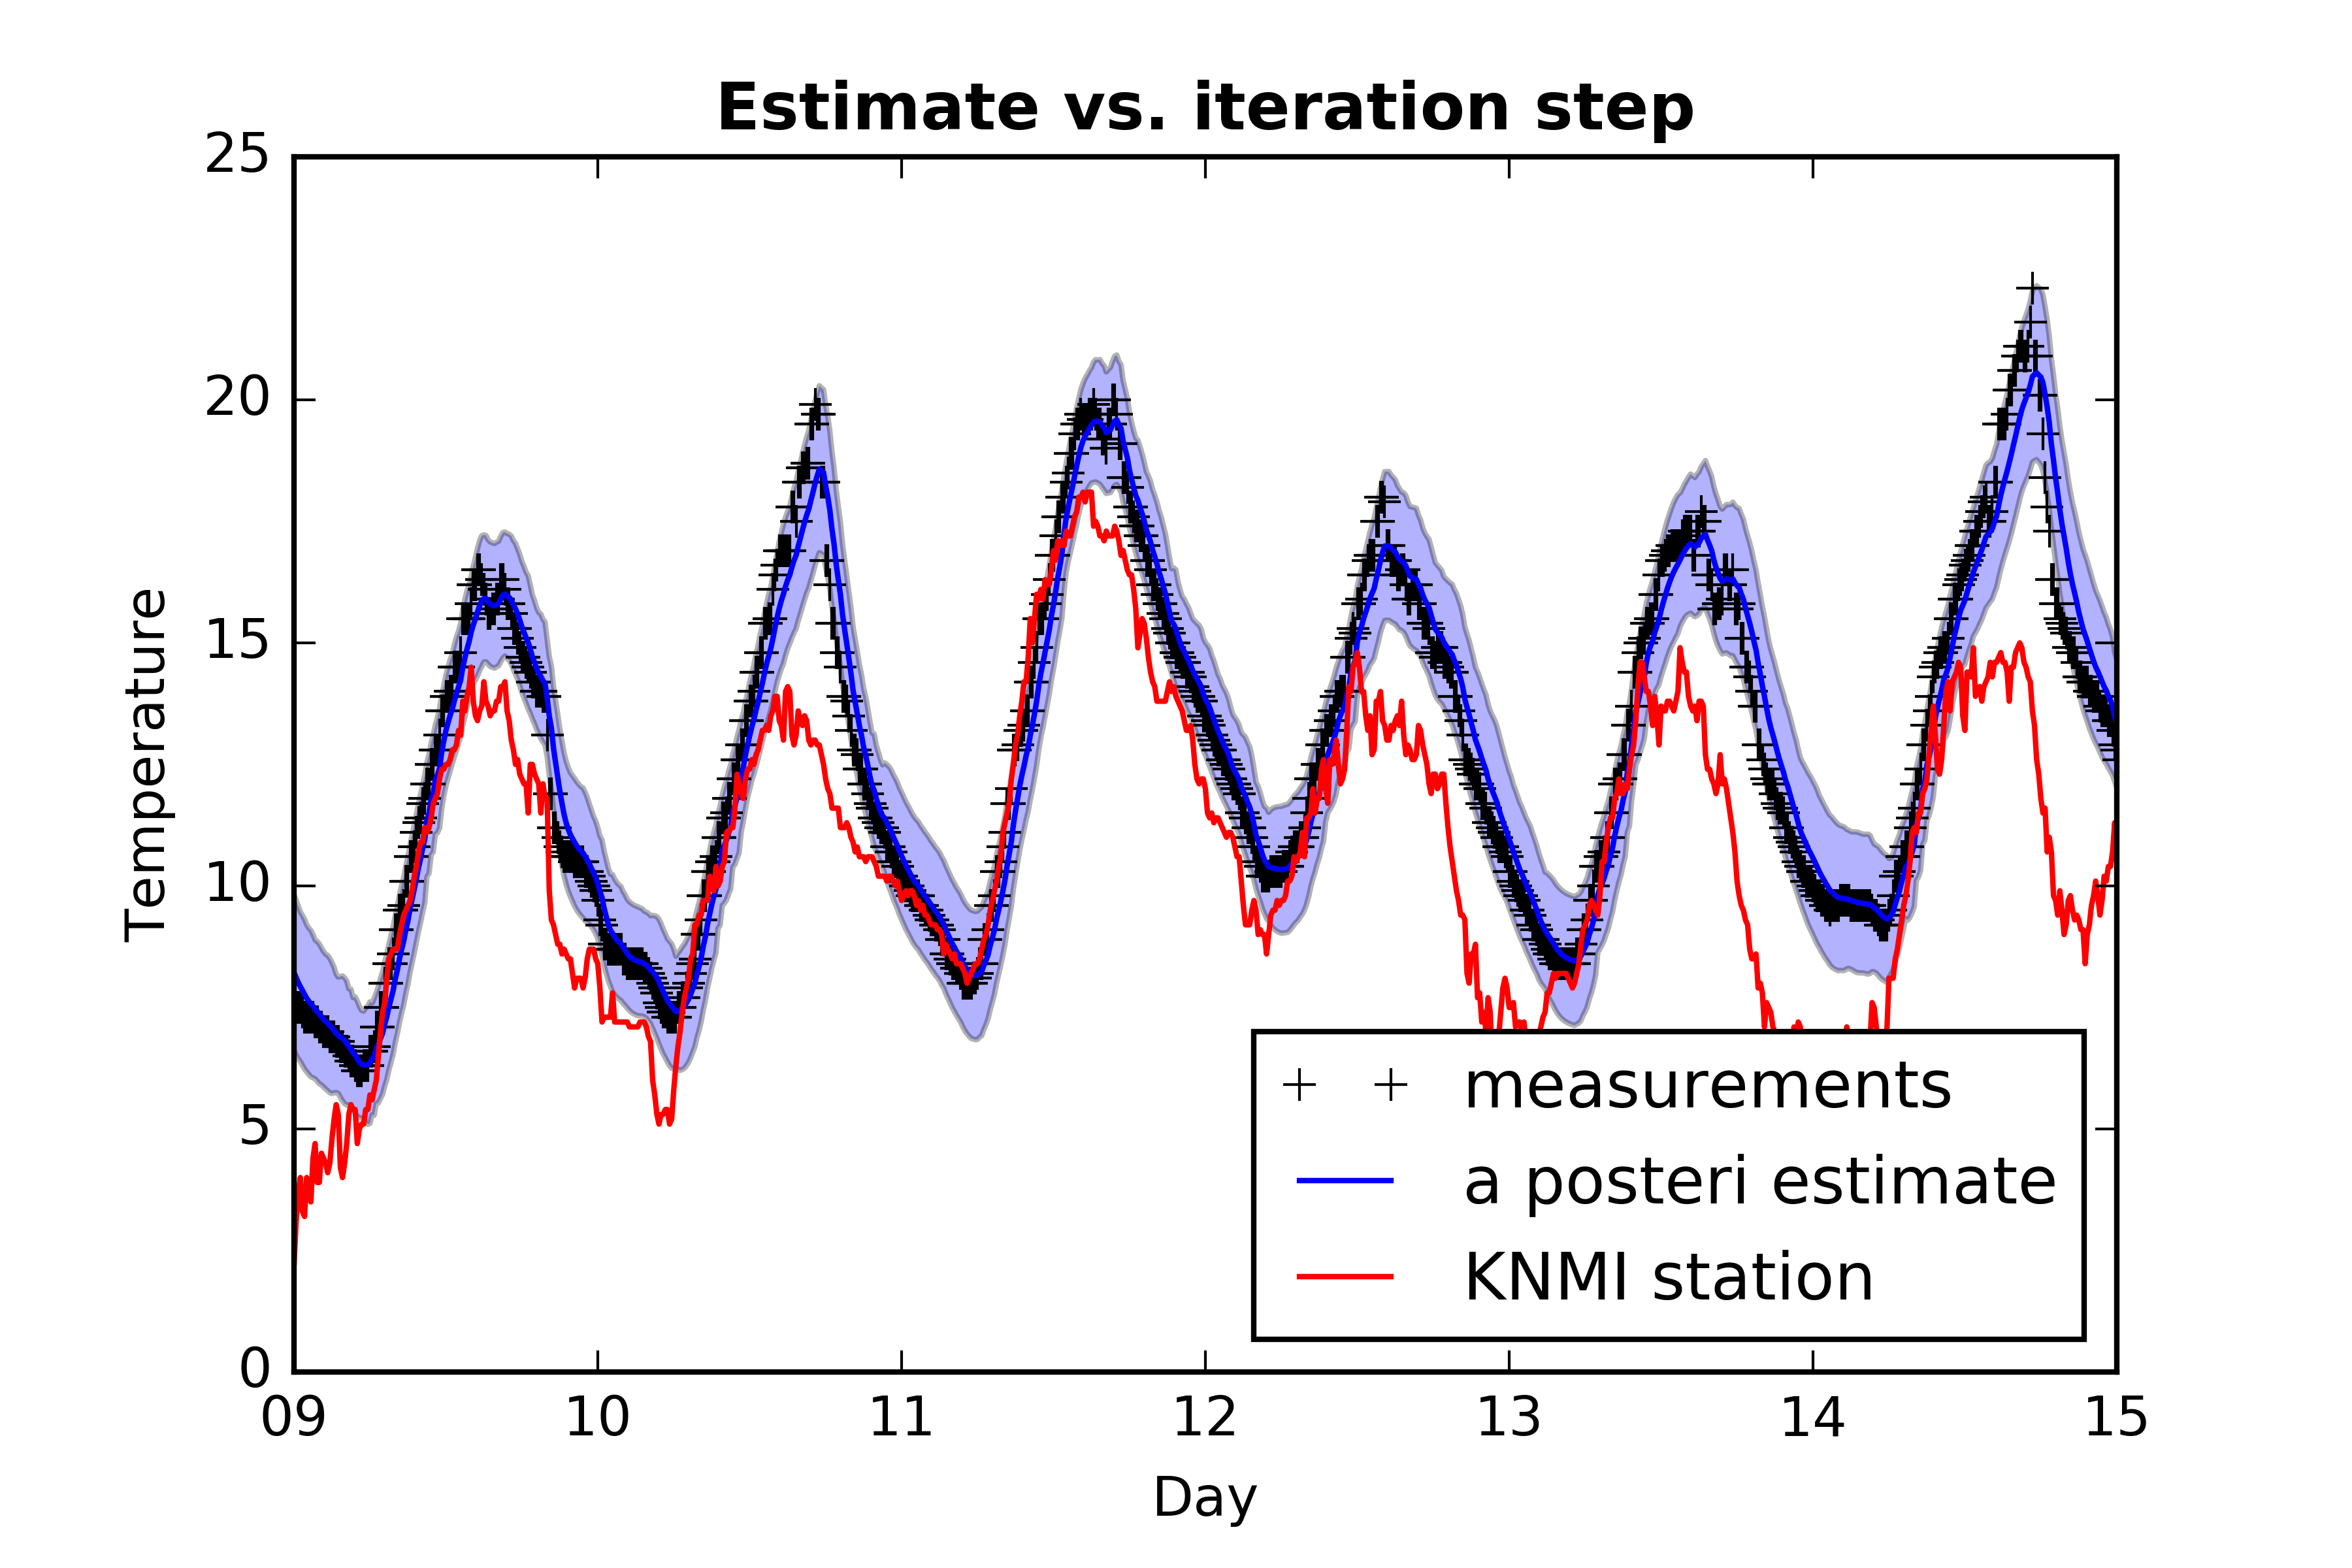 Estimate vs. iteration step
25
20
15
10
5
0
Temperature
09 10 11 12 13 14 15
Day
measurements
a posteri estimate
KNMI station